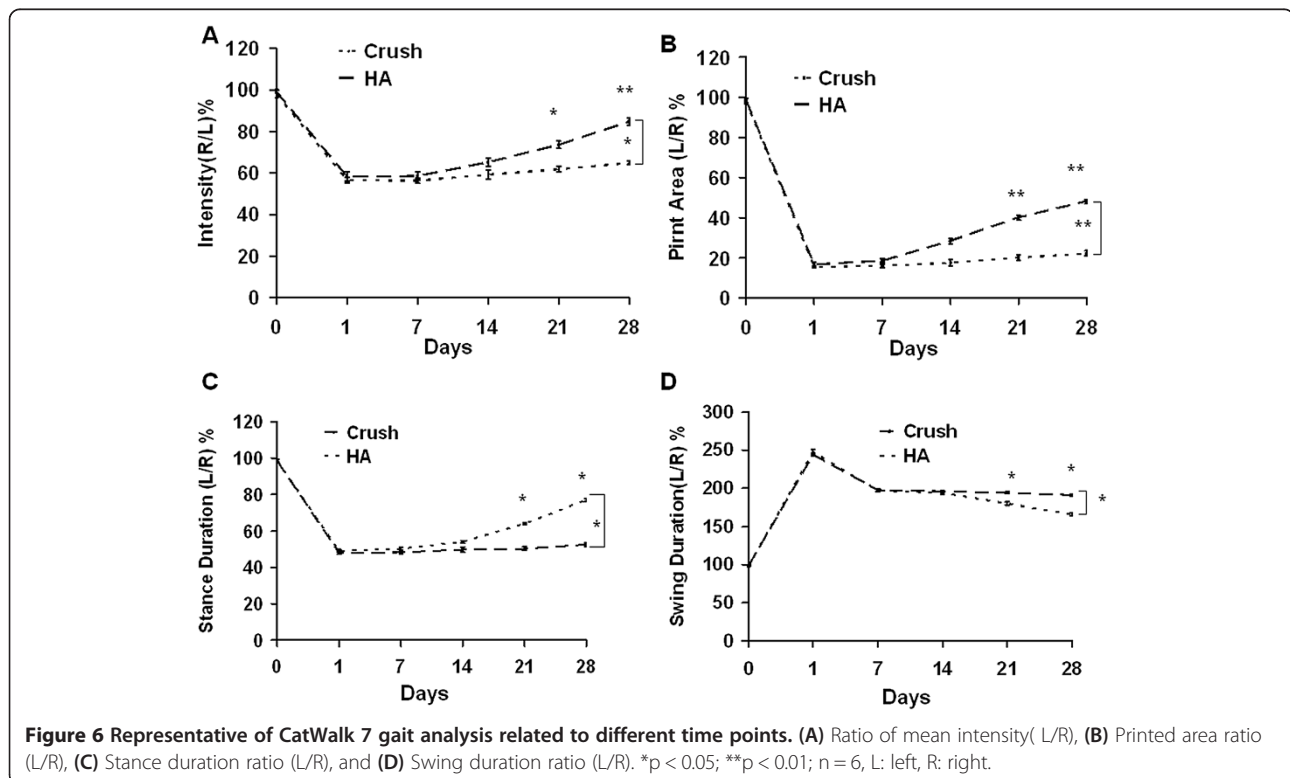 A
Crush
HA
120
100
80
60
40
20
0
Intensity(R/L)%
*
**
*
0 1 7 14 21 28
Days
B
Crush
HA
120
100
80
60
40
20
0
Pirnt Area (L/R) %
**
**
**
0 1 7 14 21 28
Days
C
Crush
HA
120
100
80
60
40
20
0
Stance Duration (L/R) %
*
*
*
0 1 7 14 21 28
Days
D
Crush
HA
300
250
200
150
100
50
0
Swing Duration(L/R) %
*
*
*
0 1 7 14 21 28
Days
Figure 6 Representative of CatWalk 7 gait analysis related to different time points. (A) Ratio of mean intensity( L/R), (B) Printed area ratio
(L/R), (C) Stance duration ratio (L/R), and (D) Swing duration ratio (L/R). *p < 0.05; **p < 0.01; n = 6, L: left, R: right.